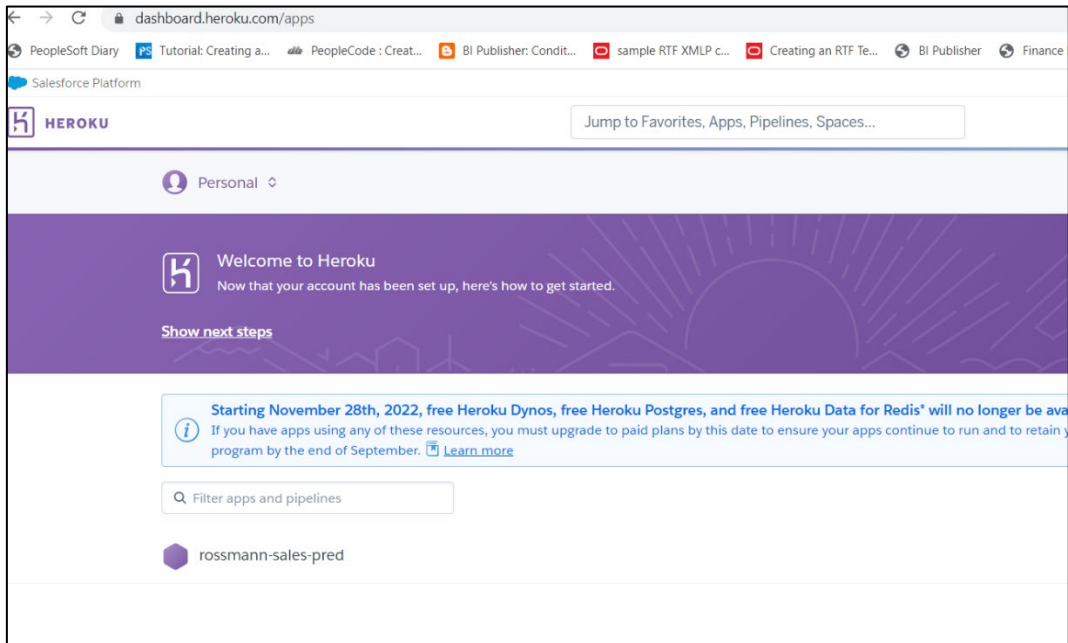 dashboard.heroku.com/apps
PeopleSoft Diary PS Tutorial: Creating a... dlt PeopleCode : Creat... BI Publisher: Condit... sample RTF XMLP c... Creating an RTF Te... BI Publisher Finance
Salesforce Platform
HEROKU Jump to Favorites, Apps, Pipelines, Spaces...
Personal
Welcome to Heroku
Now that your account has been set up, here's how to get started.
Show next steps
Starting November 28th, 2022, free Heroku Dynos, free Heroku Postgres, and free Heroku Data for Redis® will no longer be ava
If you have apps using any of these resources, you must upgrade to paid plans by this date to ensure your apps continue to run and to retain y
program by the end of September. Learn more
Filter apps and pipelines
rossmann-sales-pred